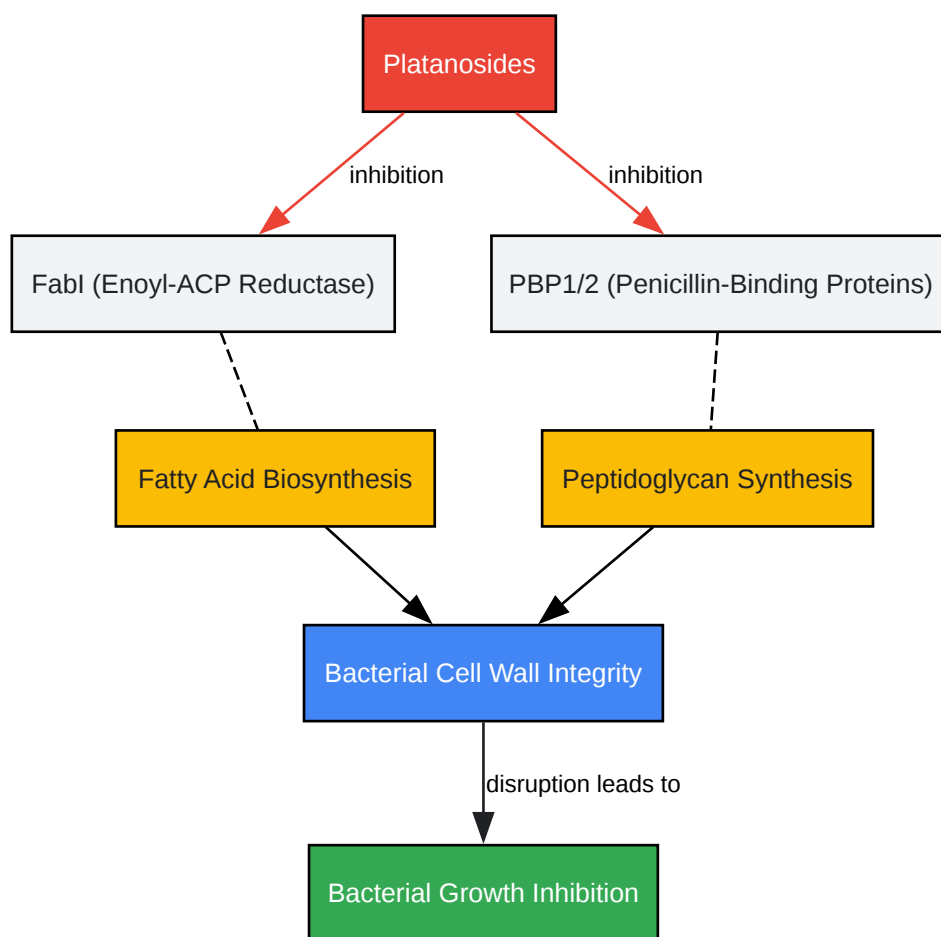 Platanosides
inhibition
inhibition
FabI (Enoyl-ACP Reductase)
PBP1/2 (Penicillin-Binding Proteins)
Fatty Acid Biosynthesis
Peptidoglycan Synthesis
Bacterial Cell Wall Integrity
disruption leads to
Bacterial Growth Inhibition